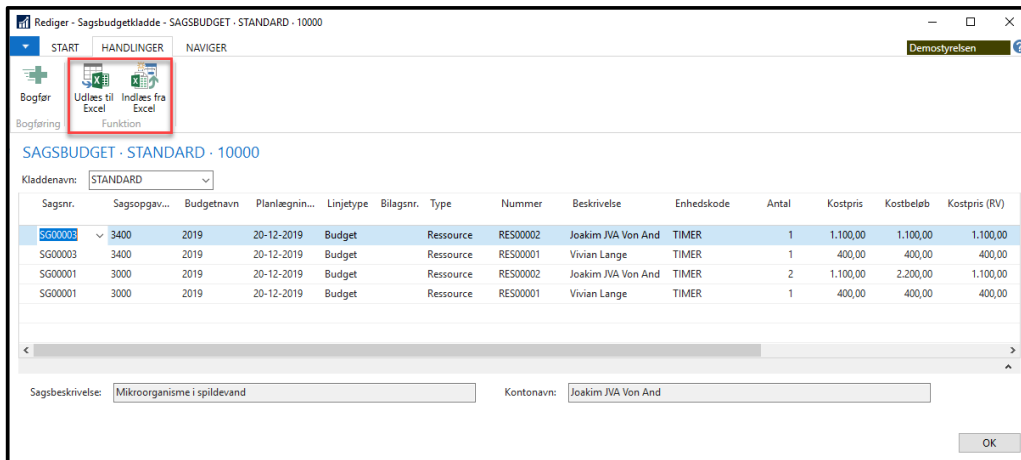 Rediger - Sagsbudgetkladde - SAGSBUDGET · STANDARD · 10000
START HANDLINGER NAVIGER Demostyrelsen
Bogfør Udlæs til Excel Indlæs fra Excel
Bogføring Funktion
SAGSBUDGET · STANDARD · 10000
Kladdenavn: STANDARD
Sagsnr. Sagsopgav... Budgetnavn Planlægnin... Linjetype Bilagsnr. Type Nummer Beskrivelse Enhedskode Antal Kostpris Kostbeløb Kostpris (RV)
SG00003 3400 2019 20-12-2019 Budget Ressource RES00002 Joakim JVA Von And TIMER 1 1.100,00 1.100,00 1.100,00
SG00003 3400 2019 20-12-2019 Budget Ressource RES00001 Vivian Lange TIMER 1 400,00 400,00 400,00
SG00001 3000 2019 20-12-2019 Budget Ressource RES00002 Joakim JVA Von And TIMER 2 1.100,00 2.200,00 1.100,00
SG00001 3000 2019 20-12-2019 Budget Ressource RES00001 Vivian Lange TIMER 1 400,00 400,00 400,00
Sagsbeskrivelse: Mikroorganisme i spildevand Kontonavn: Joakim JVA Von And
OK